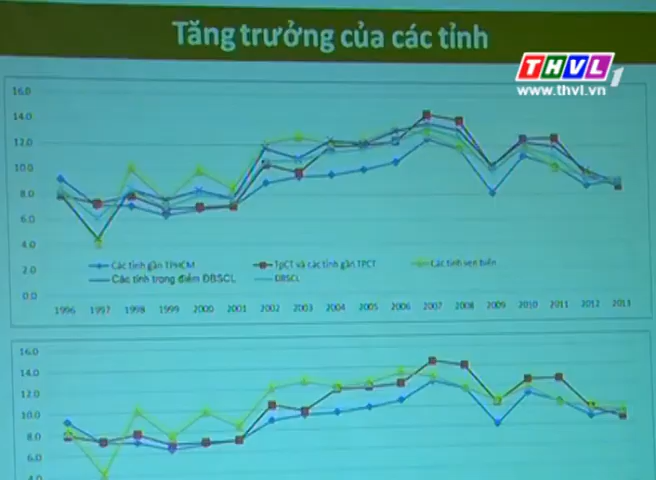 Tăng trưởng của các tỉnh
THVL1
www.thvl.vn
16.0
14.0
12.0
10.0
8.0
6.0
4.0
2.0
0.0
Các tỉnh gần TPHCM
TpCT và các tỉnh gần TPCT
Các tỉnh ven biển
Các tỉnh trọng điểm ĐBSCL
ĐBSCL
1996 1997 1998 1999 2000 2001 2002 2003 2004 2005 2006 2007 2008 2009 2010 2011 2012 2013
16.0
14.0
12.0
10.0
8.0
6.0
4.0